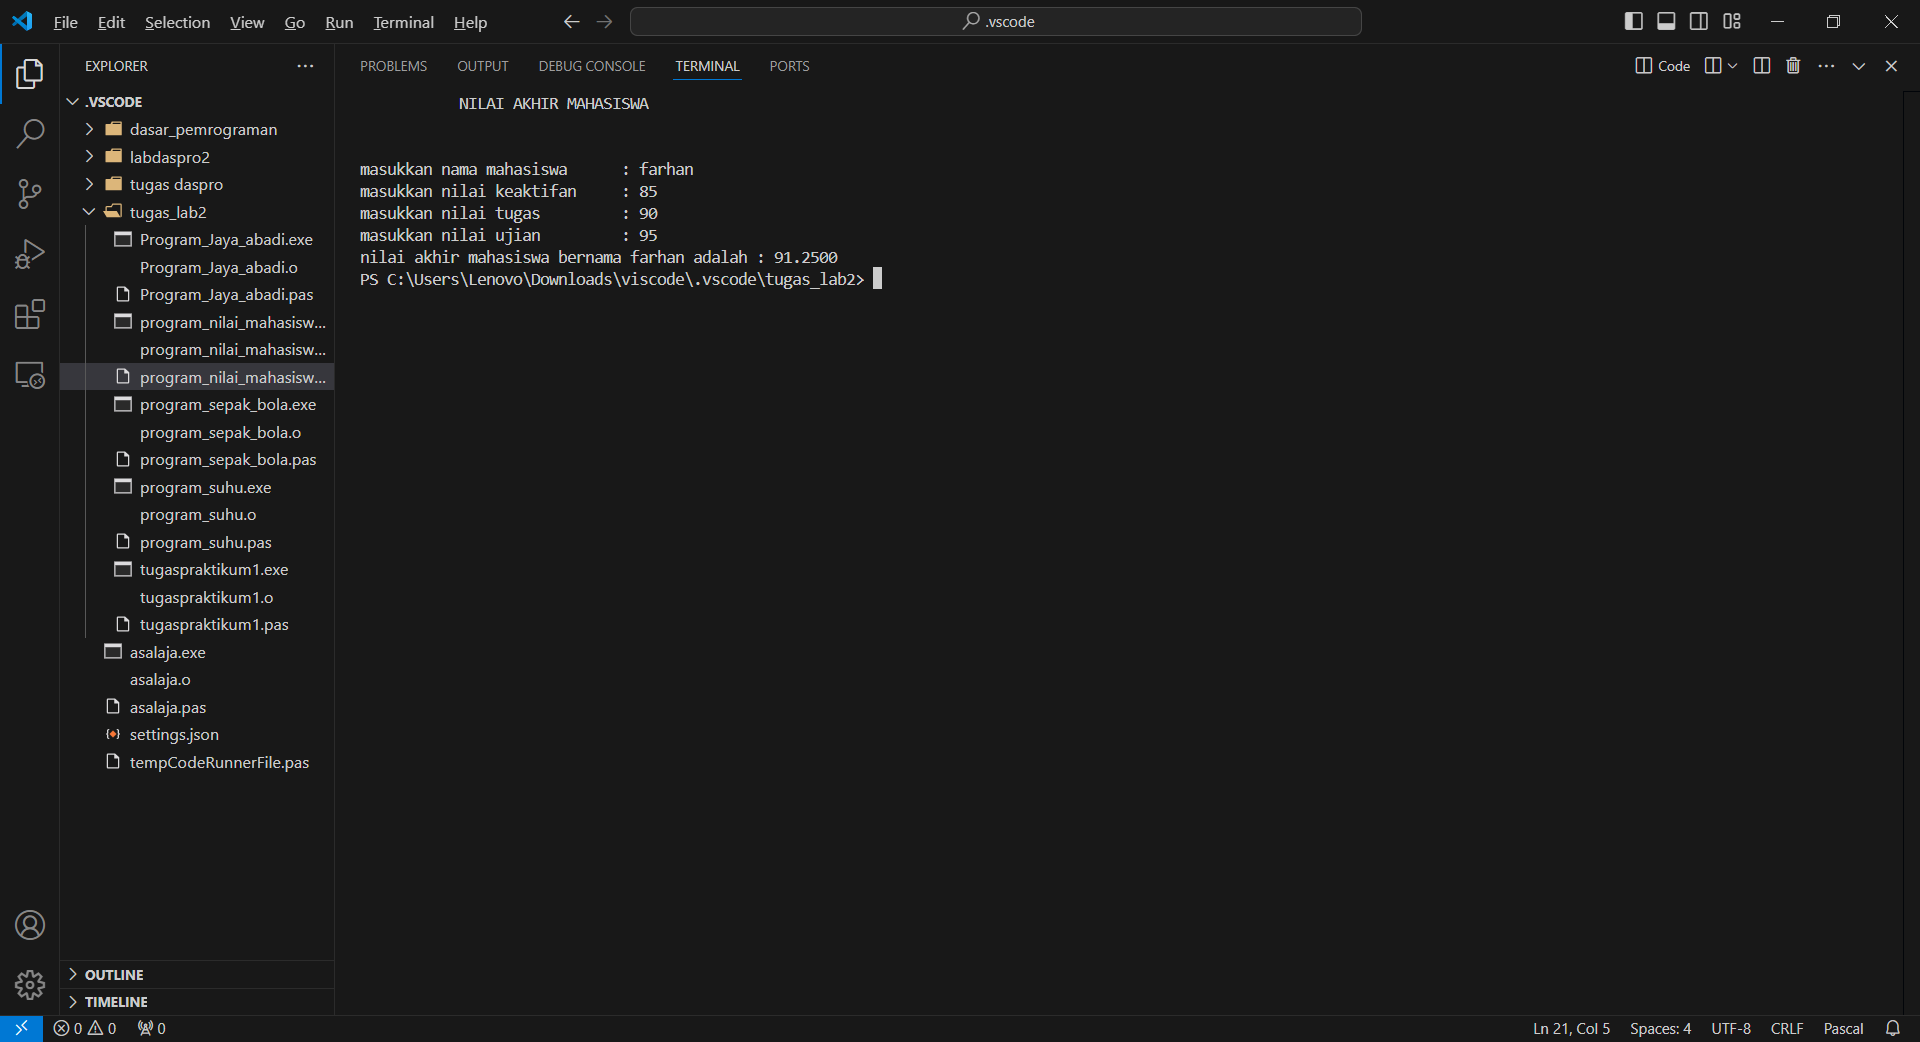 File Edit Selection View Go Run Terminal Help
.vscode
EXPLORER
.VSCODE
dasar_pemrograman
labdaspro2
tugas daspro
tugas_lab2
Program_Jaya_abadi.exe
Program_Jaya_abadi.o
Program_Jaya_abadi.pas
program_nilai_mahasisw...
program_nilai_mahasisw...
program_nilai_mahasisw...
program_sepak_bola.exe
program_sepak_bola.o
program_sepak_bola.pas
program_suhu.exe
program_suhu.o
program_suhu.pas
tugaspraktikum1.exe
tugaspraktikum1.o
tugaspraktikum1.pas
asalaja.exe
asalaja.o
asalaja.pas
settings.json
tempCodeRunnerFile.pas
OUTLINE
TIMELINE
PROBLEMS OUTPUT DEBUG CONSOLE TERMINAL PORTS
Code
NILAI AKHIR MAHASISWA
masukkan nama mahasiswa : farhan
masukkan nilai keaktifan : 85
masukkan nilai tugas : 90
masukkan nilai ujian : 95
nilai akhir mahasiswa bernama farhan adalah : 91.2500
PS C:\Users\Lenovo\Downloads\viscode\.vscode\tugas_lab2>
0 0 0
Ln 21, Col 5 Spaces: 4 UTF-8 CRLF Pascal